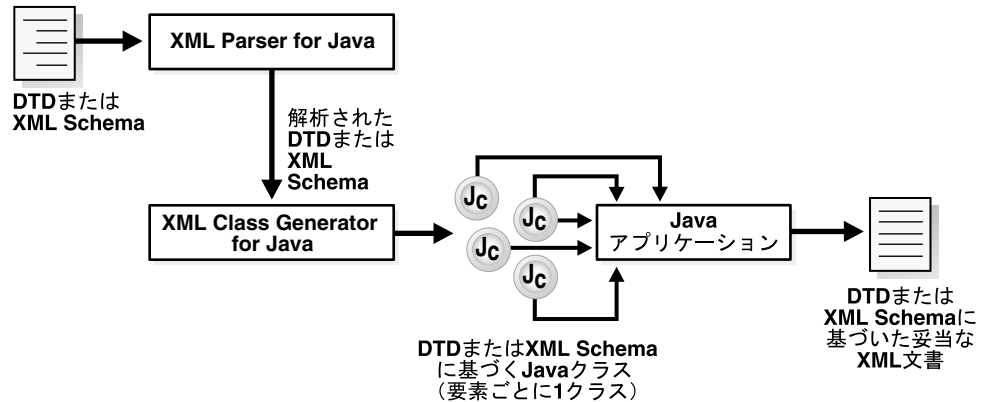 XML Parser for Java
DTDまたは
XML Schema
解析された
DTDまたは
XML
Schema
XML Class Generator
for Java
Jc
Jc
Jc
Jc
Java
アプリケーション
DTDまたはXML Schema
に基づくJavaクラス
（要素ごとに1クラス）
DTDまたは
XML Schemaに
基づいた妥当な
XML文書